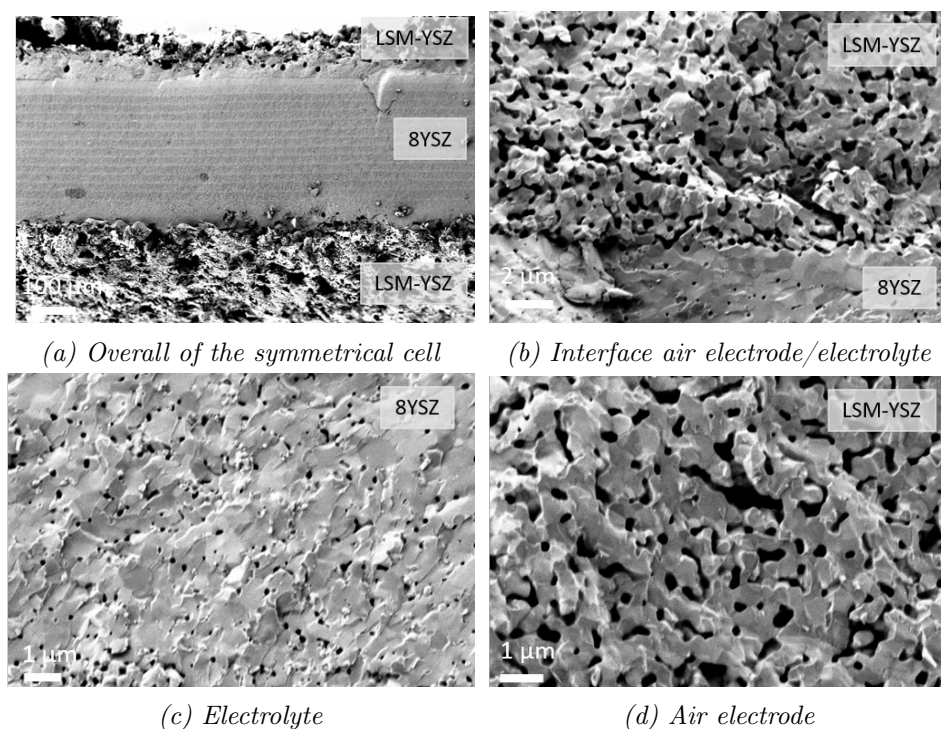 LSM-YSZ
8YSZ
LSM-YSZ
100 µm
(a) Overall of the symmetrical cell
LSM-YSZ
8YSZ
2 µm
(b) Interface air electrode/electrolyte
8YSZ
1 µm
(c) Electrolyte
LSM-YSZ
1 µm
(d) Air electrode